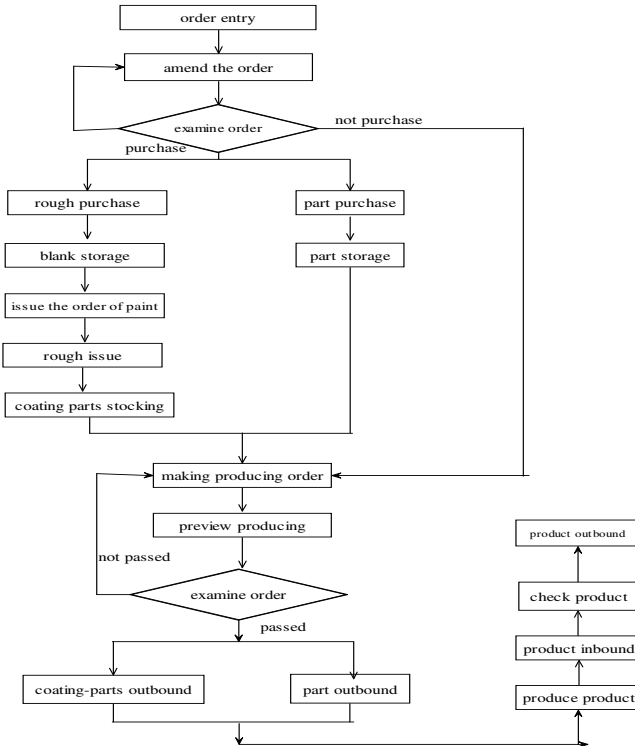 order entry
amend the order
examine order
not purchase
purchase
rough purchase
part purchase
blank storage
part storage
issue the order of paint
rough issue
coating parts stocking
making producing order
preview producing
not passed
examine order
passed
coating-parts outbound
part outbound
product outbound
check product
product inbound
produce product